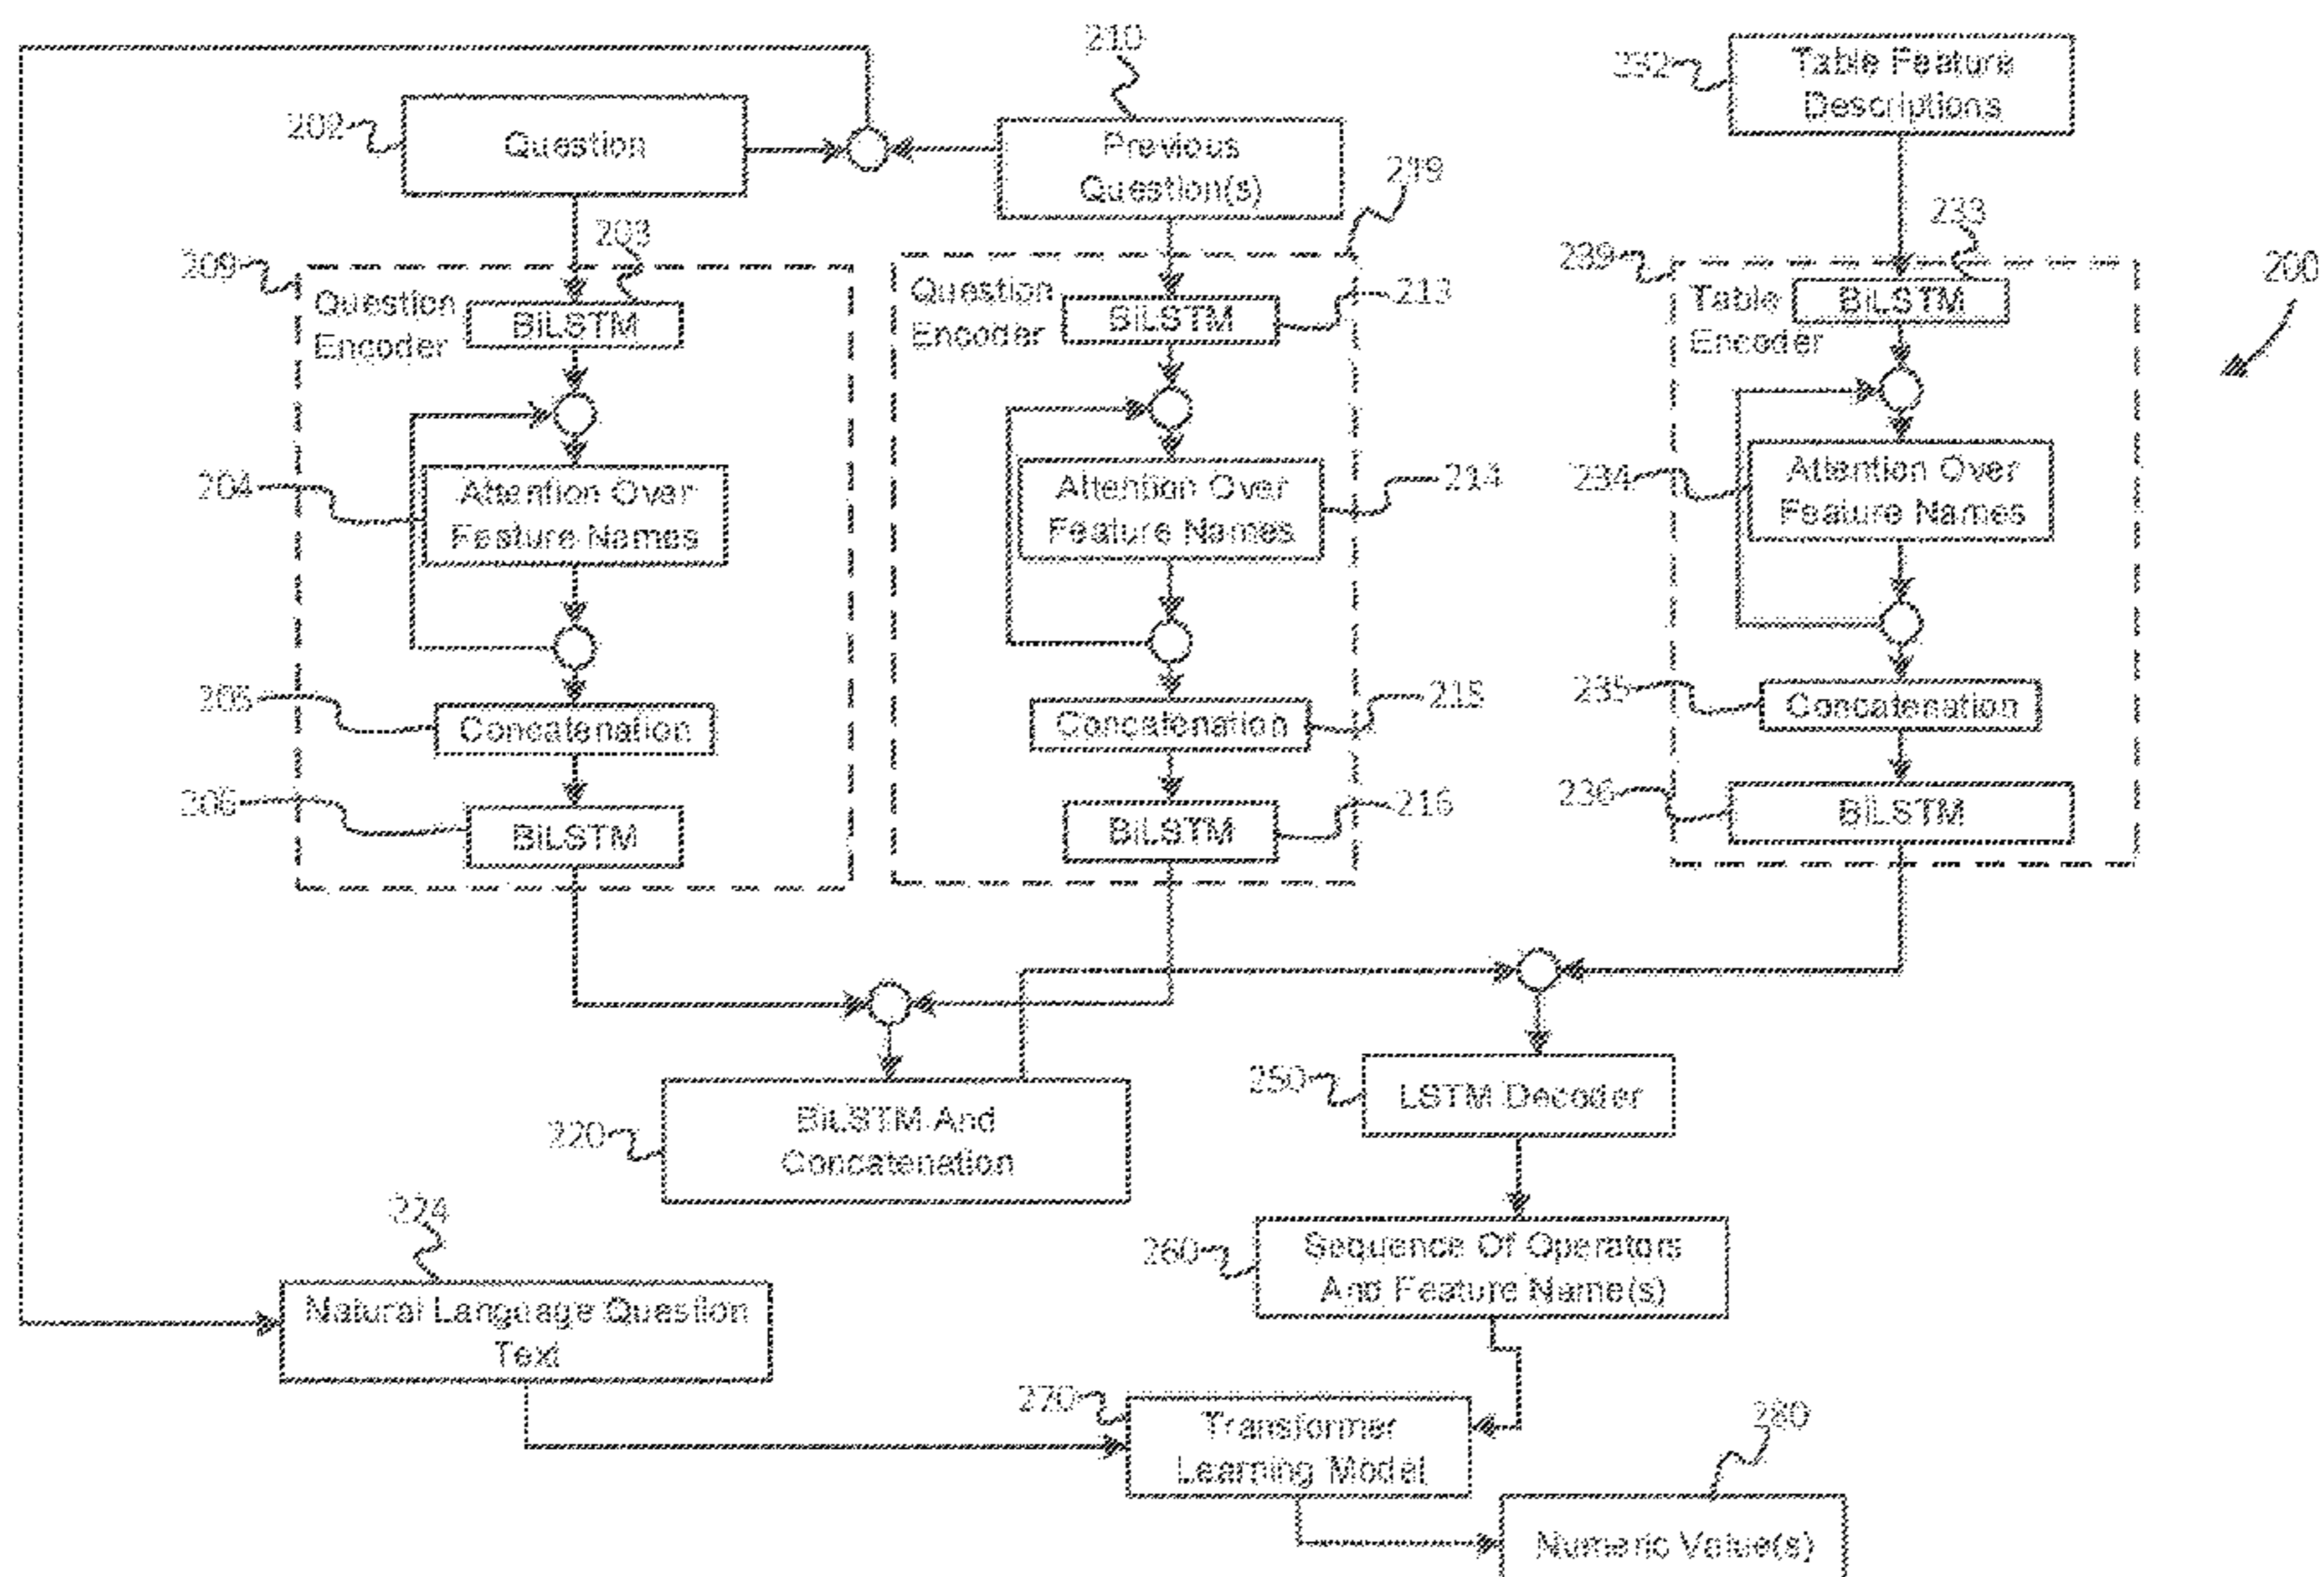 210
232
Table Feature
Descriptions
202
Question
Previous
Question(s)
219
203
233
209
239
200
Question
Encoder
BiLSTM
Question
Encoder
BiLSTM
213
Table
Encoder
BiLSTM
204
Attention Over
Feature Names
Attention Over
Feature Names
214
234
Attention Over
Feature Names
205
Concatenation
Concatenation
215
235
Concatenation
206
BiLSTM
BiLSTM
216
236
BiLSTM
250
LSTM Decoder
220
BiLSTM And
Concatenation
224
260
Sequence Of Operators
And Feature Name(s)
Natural Language Question
Text
270
Transformer
Learning Model
280
Numeric Value(s)